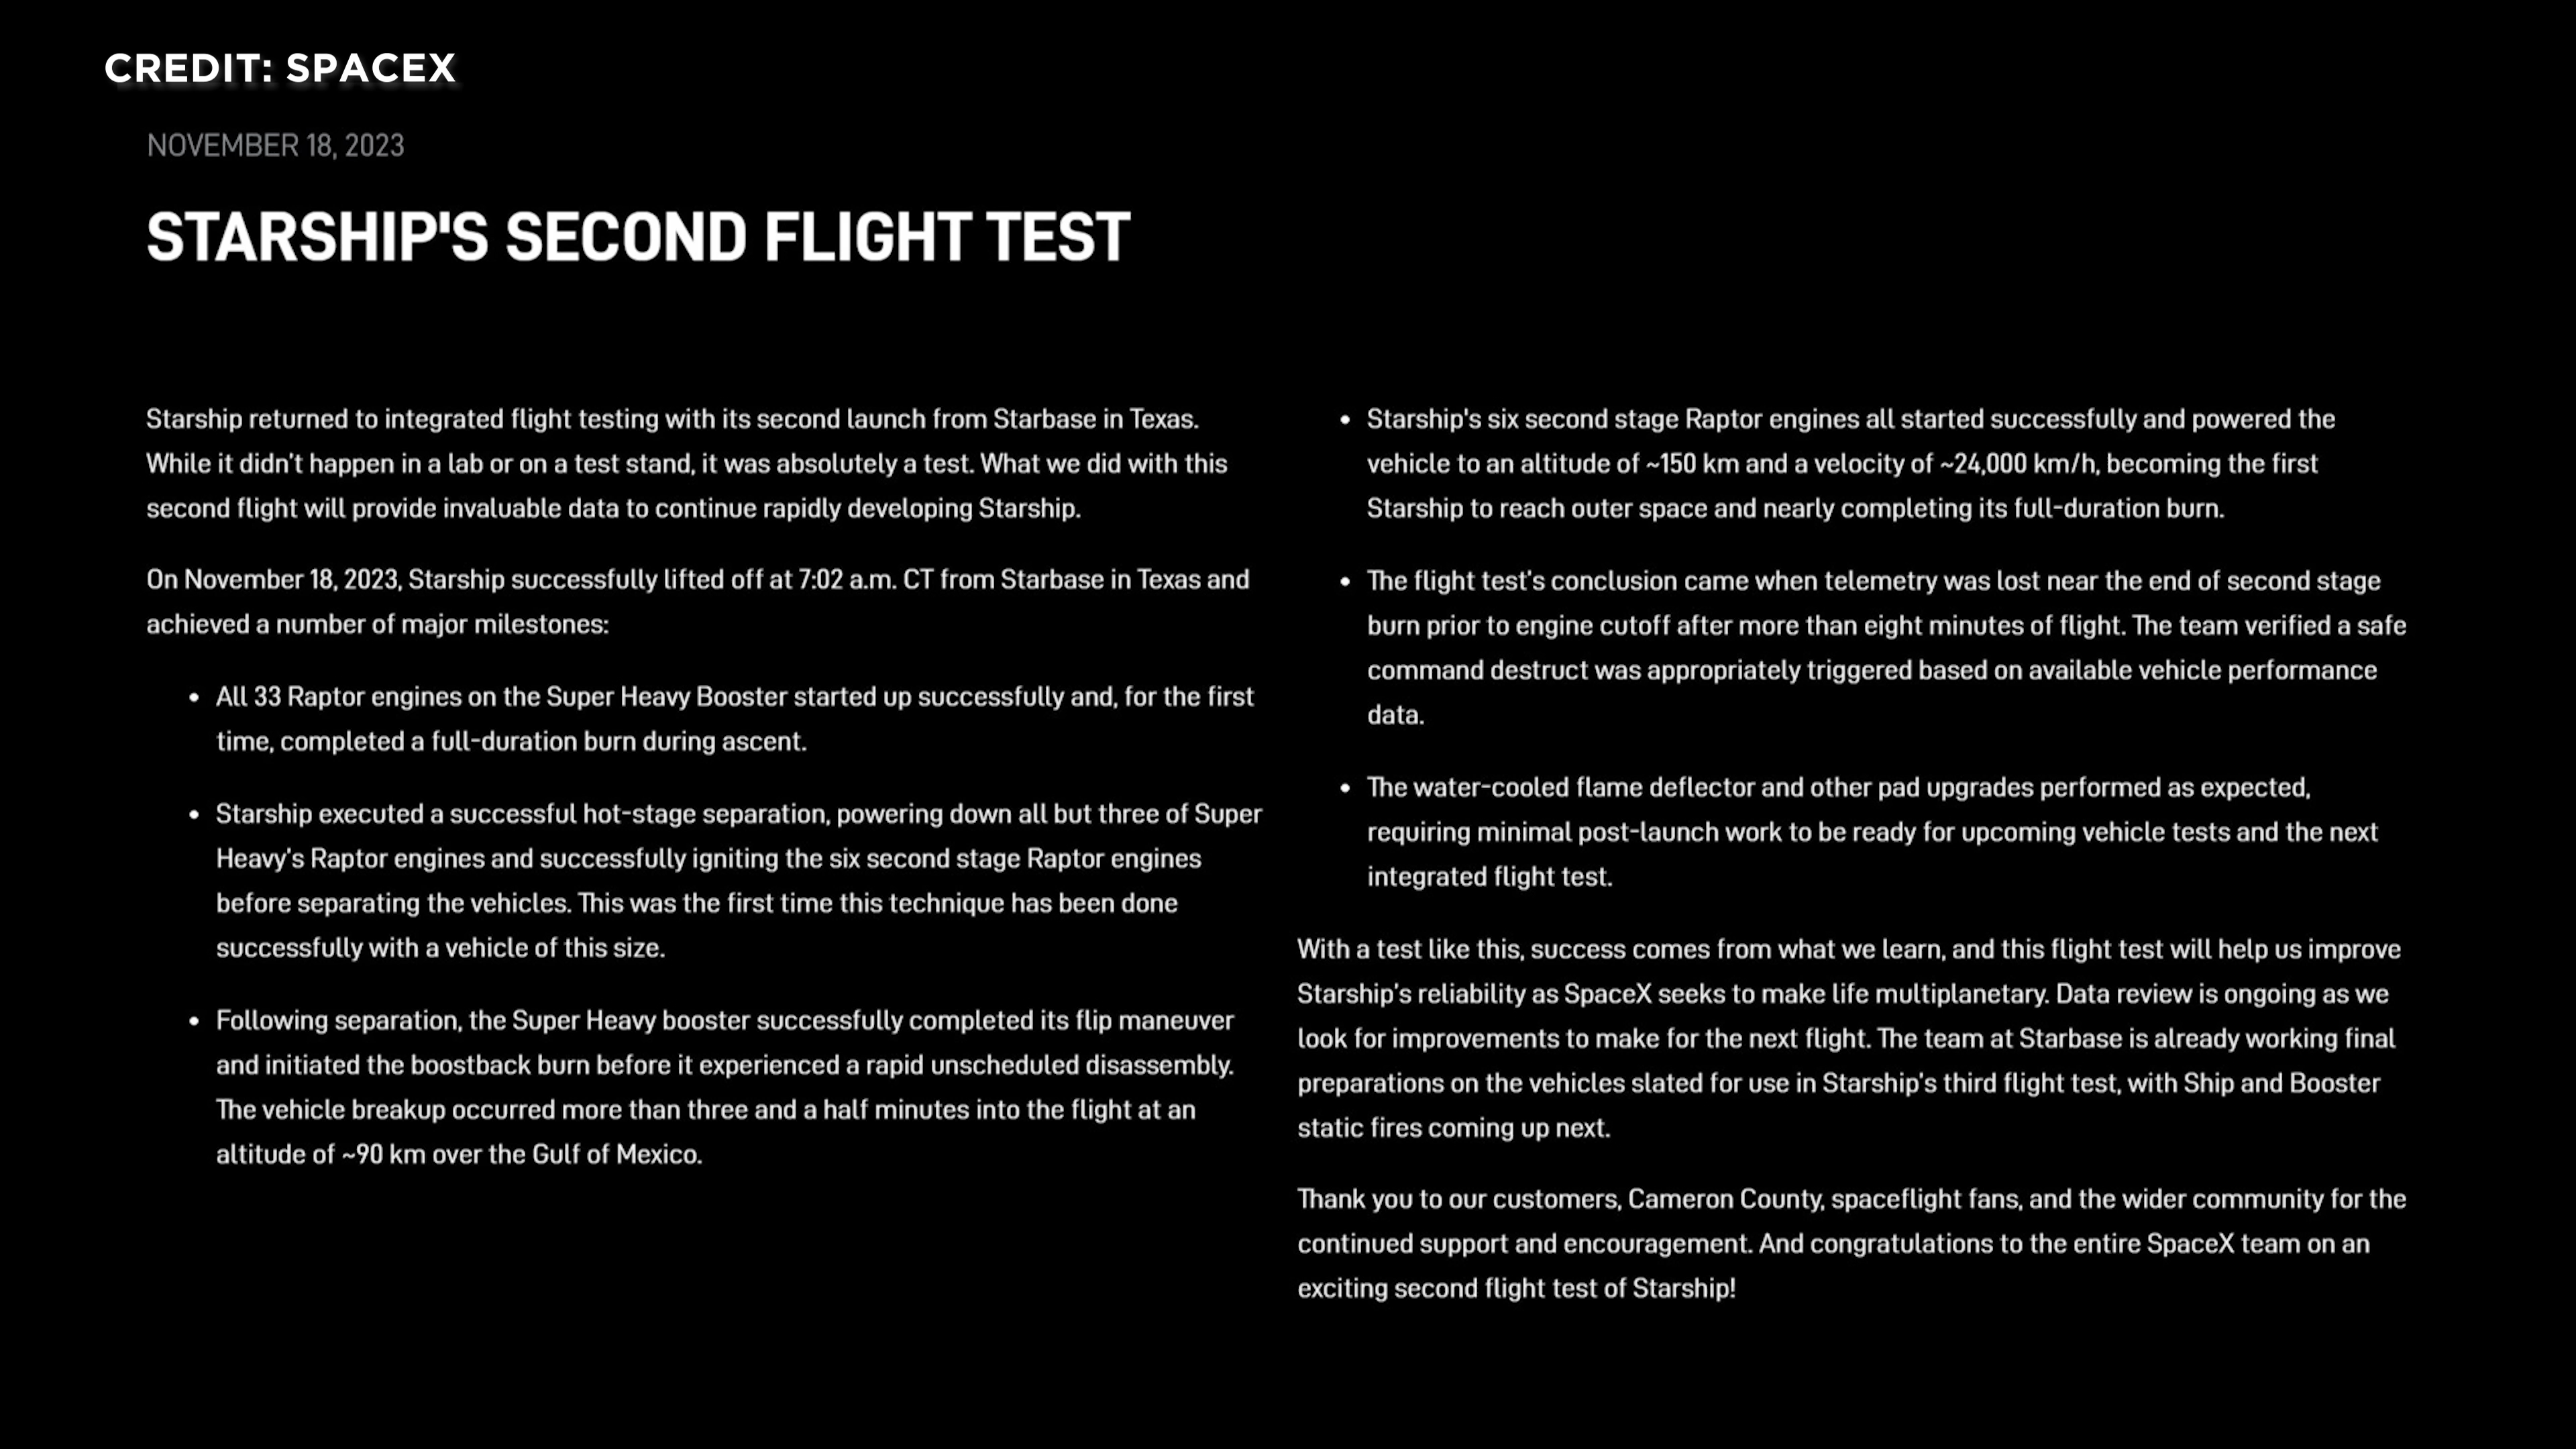 CREDIT: SPACEX
NOVEMBER 18, 2023
STARSHIP'S SECOND FLIGHT TEST
Starship returned to integrated flight testing with its second launch from Starbase in Texas.
While it didn't happen in a lab or on a test stand, it was absolutely a test. What we did with this
second flight will provide invaluable data to continue rapidly developing Starship.
On November 18, 2023, Starship successfully lifted off at 7:02 a.m. CT from Starbase in Texas and
achieved a number of major milestones:
• All 33 Raptor engines on the Super Heavy Booster started up successfully and, for the first
time, completed a full-duration burn during ascent.
• Starship executed a successful hot-stage separation, powering down all but three of Super
Heavy's Raptor engines and successfully igniting the six second stage Raptor engines
before separating the vehicles. This was the first time this technique has been done
successfully with a vehicle of this size.
• Following separation, the Super Heavy booster successfully completed its flip maneuver
and initiated the boostback burn before it experienced a rapid unscheduled disassembly.
The vehicle breakup occurred more than three and a half minutes into the flight at an
altitude of ~90 km over the Gulf of Mexico.
• Starship's six second stage Raptor engines all started successfully and powered the
vehicle to an altitude of ~150 km and a velocity of ~24,000 km/h, becoming the first
Starship to reach outer space and nearly completing its full-duration burn.
• The flight test's conclusion came when telemetry was lost near the end of second stage
burn prior to engine cutoff after more than eight minutes of flight. The team verified a safe
command destruct was appropriately triggered based on available vehicle performance
data.
• The water-cooled flame deflector and other pad upgrades performed as expected,
requiring minimal post-launch work to be ready for upcoming vehicle tests and the next
integrated flight test.
With a test like this, success comes from what we learn, and this flight test will help us improve
Starship's reliability as SpaceX seeks to make life multiplanetary. Data review is ongoing as we
look for improvements to make for the next flight. The team at Starbase is already working final
preparations on the vehicles slated for use in Starship's third flight test, with Ship and Booster
static fires coming up next.
Thank you to our customers, Cameron County, spaceflight fans, and the wider community for the
continued support and encouragement. And congratulations to the entire SpaceX team on an
exciting second flight test of Starship!